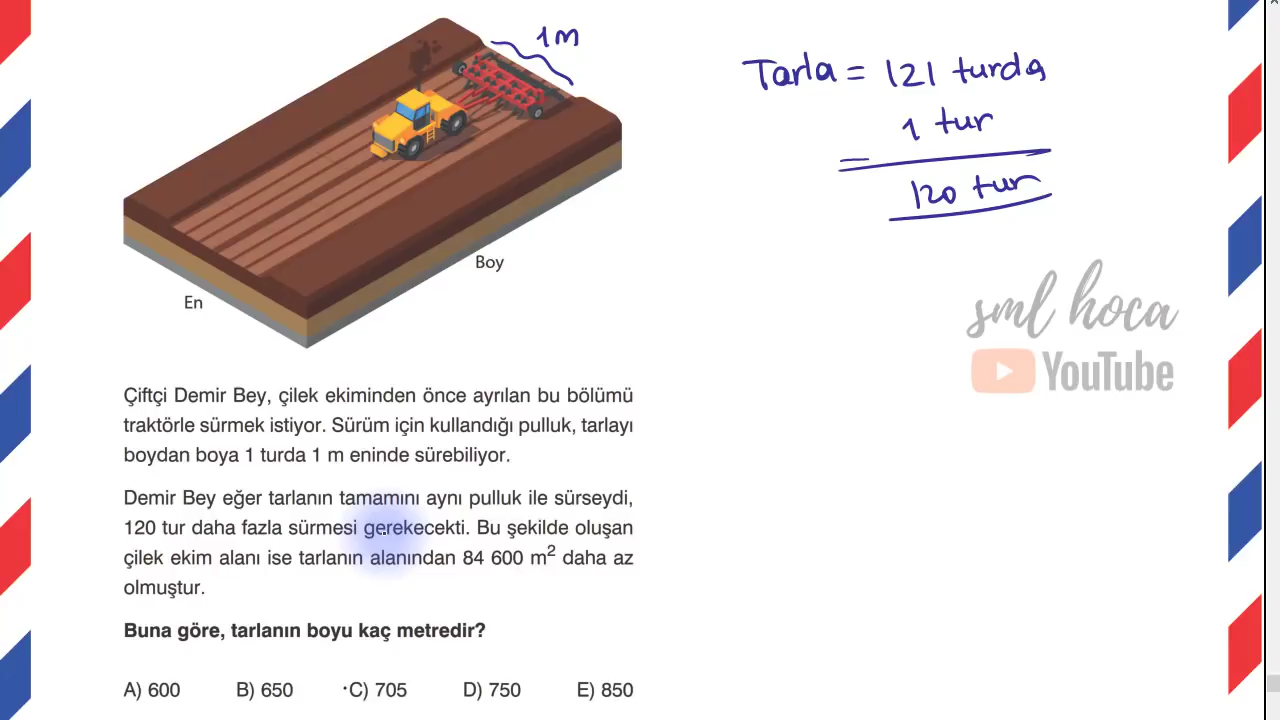 1m
Tarla = 121 turda
1 tur
=
120 tur
Boy
En
sml hoca
YouTube
Çiftçi Demir Bey, çilek ekiminden önce ayrılan bu bölümü
traktörle sürmek istiyor. Sürüm için kullandığı pulluk, tarlayı
boydan boya 1 turda 1 m eninde sürebiliyor.
Demir Bey eğer tarlanın tamamını aynı pulluk ile sürseydi,
120 tur daha fazla sürmesi gerekecekti. Bu şekilde oluşan
çilek ekim alanı ise tarlanın alanından 84 600 m² daha az
olmuştur.
Buna göre, tarlanın boyu kaç metredir?
A) 600 B) 650 C) 705 D) 750 E) 850